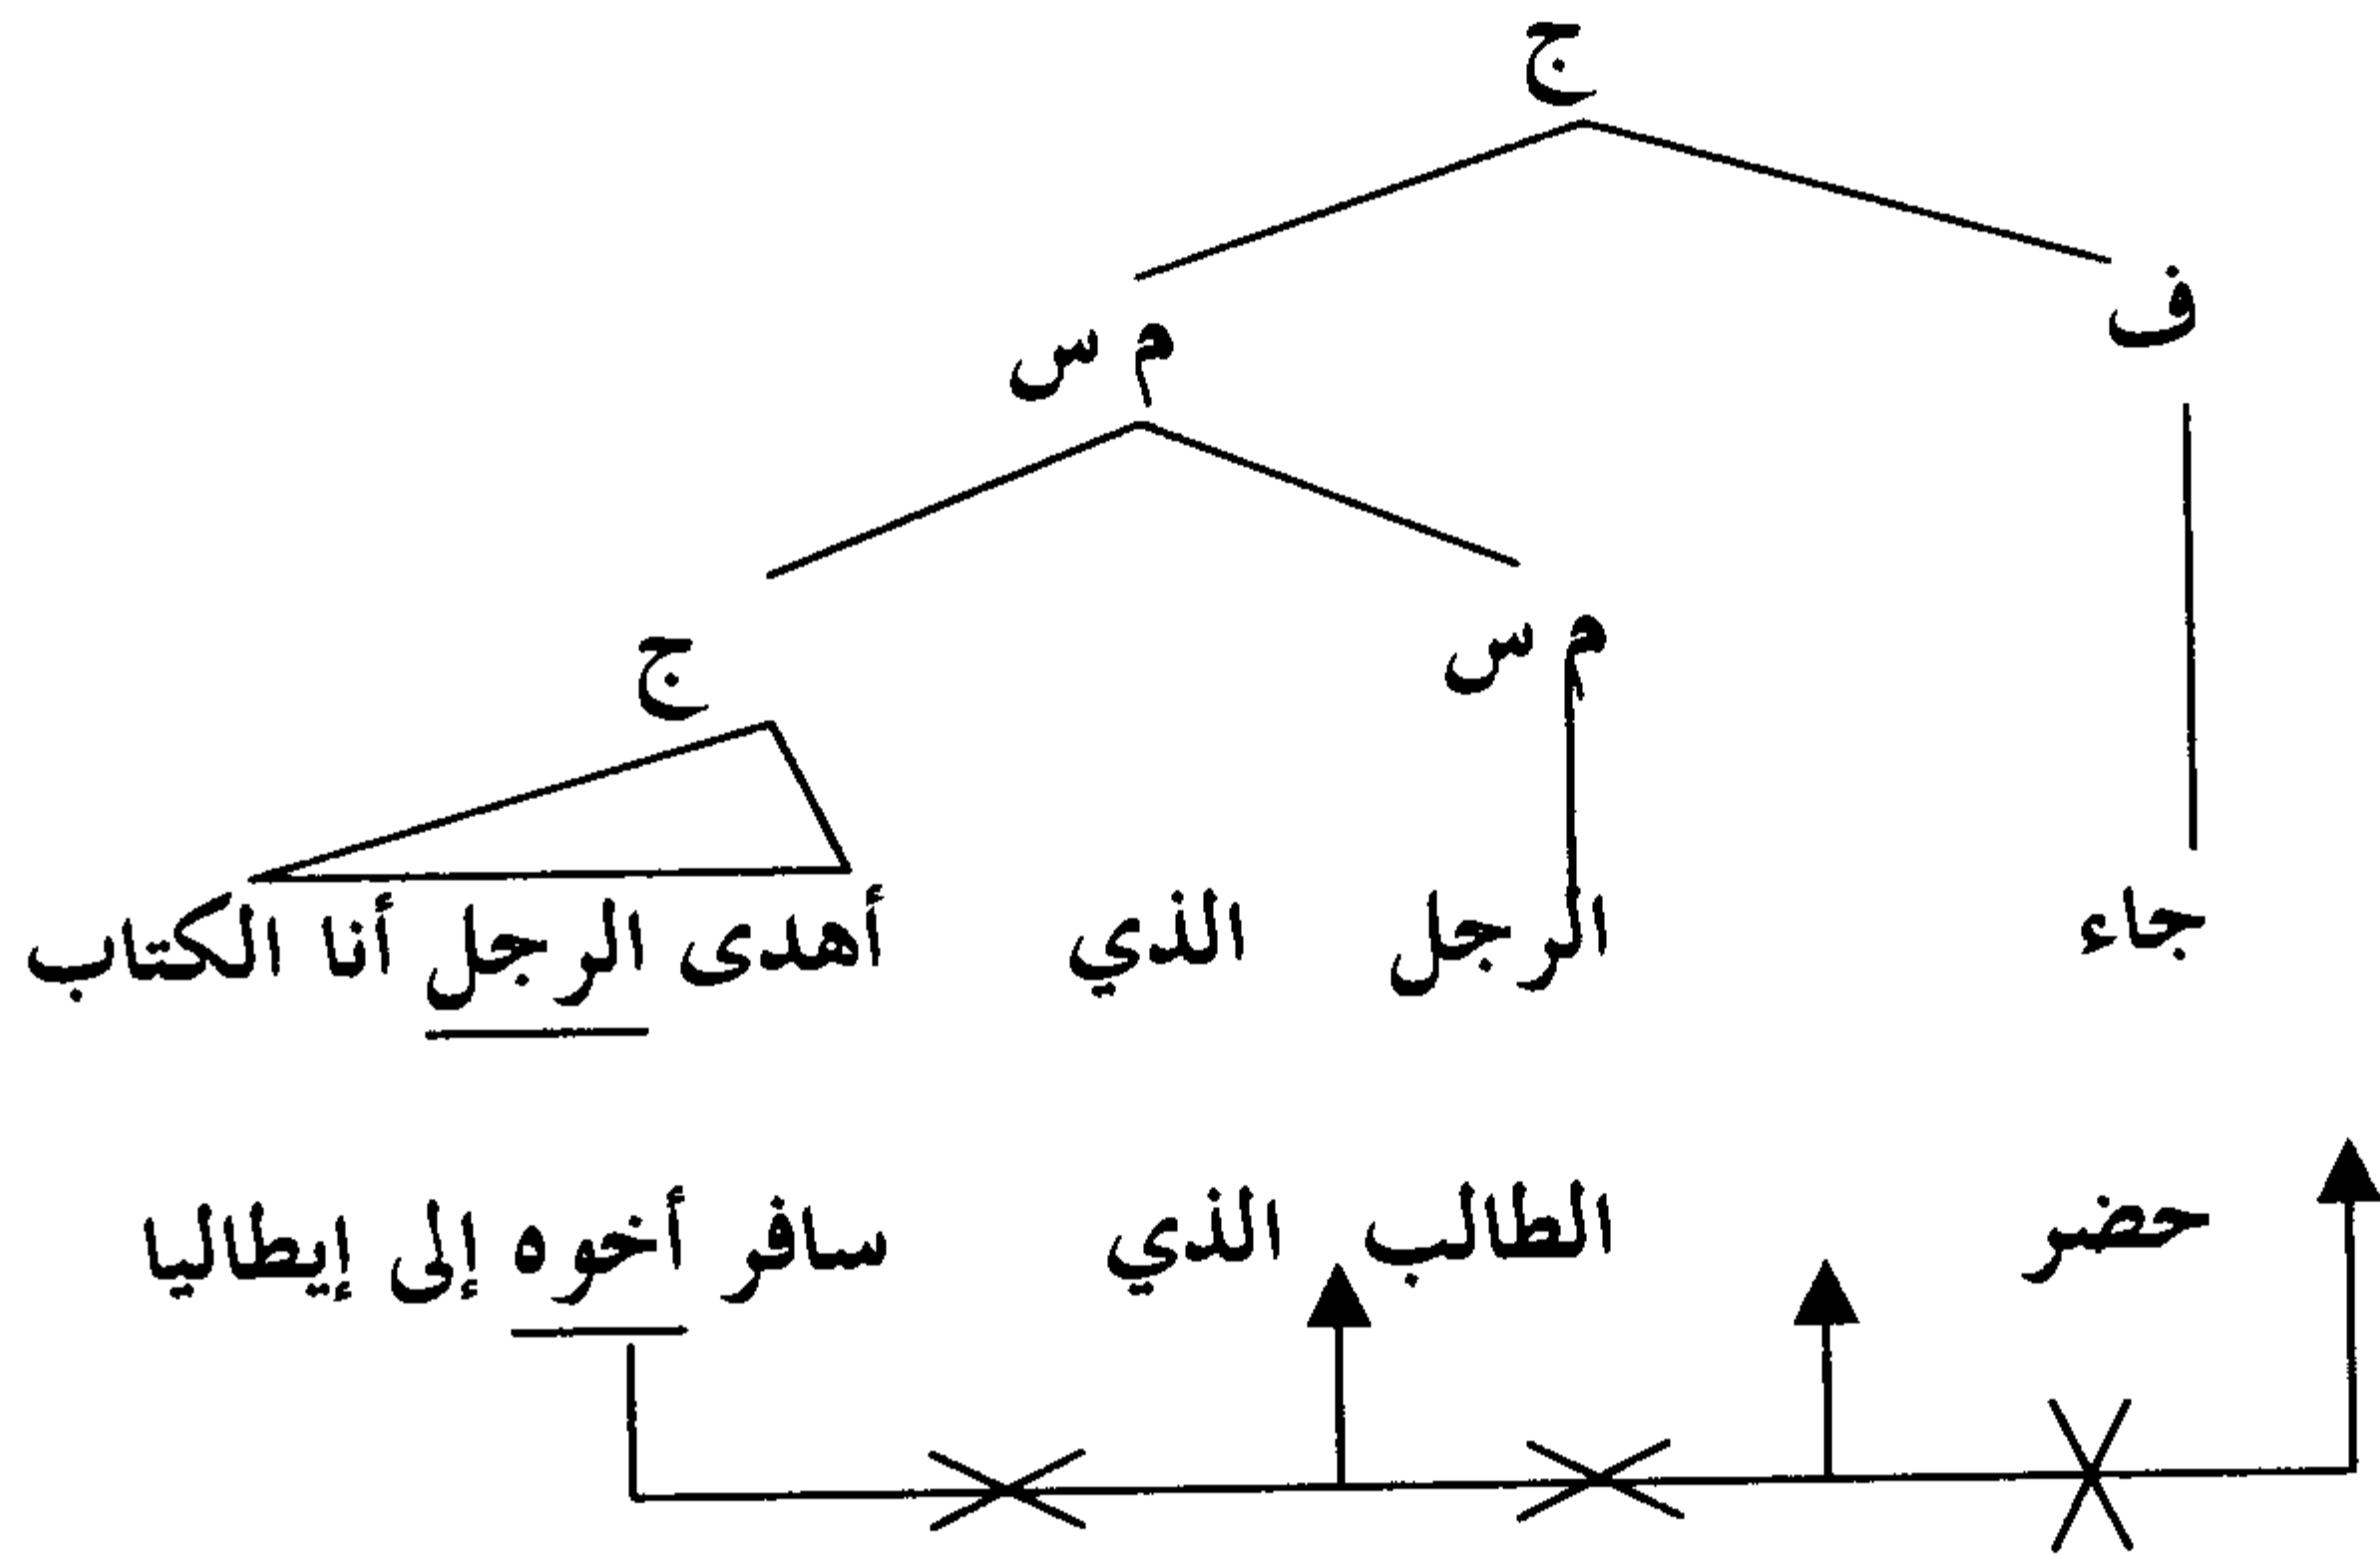 ج
ف
م س
م س
ج
جاء الرجل الذي أهدى الرجل أنا الكتاب
حضر الطالب الذي سافر أخوه إلى إيطاليا